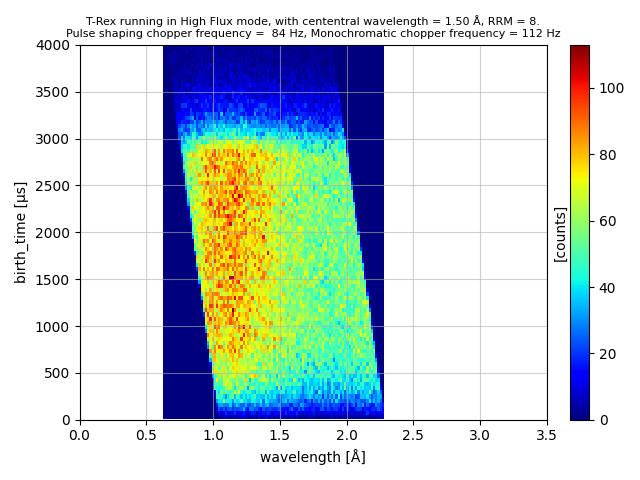 T-Rex running in High Flux mode, with cententral wavelength = 1.50 Å, RRM = 8.
Pulse shaping chopper frequency =  84 Hz, Monochromatic chopper frequency = 112 Hz
4000
3500
3000
2500
2000
1500
1000
500
0
birth_time [µs]
0.0 0.5 1.0 1.5 2.0 2.5 3.0 3.5
wavelength [Å]
100
80
60
40
20
0
[counts]